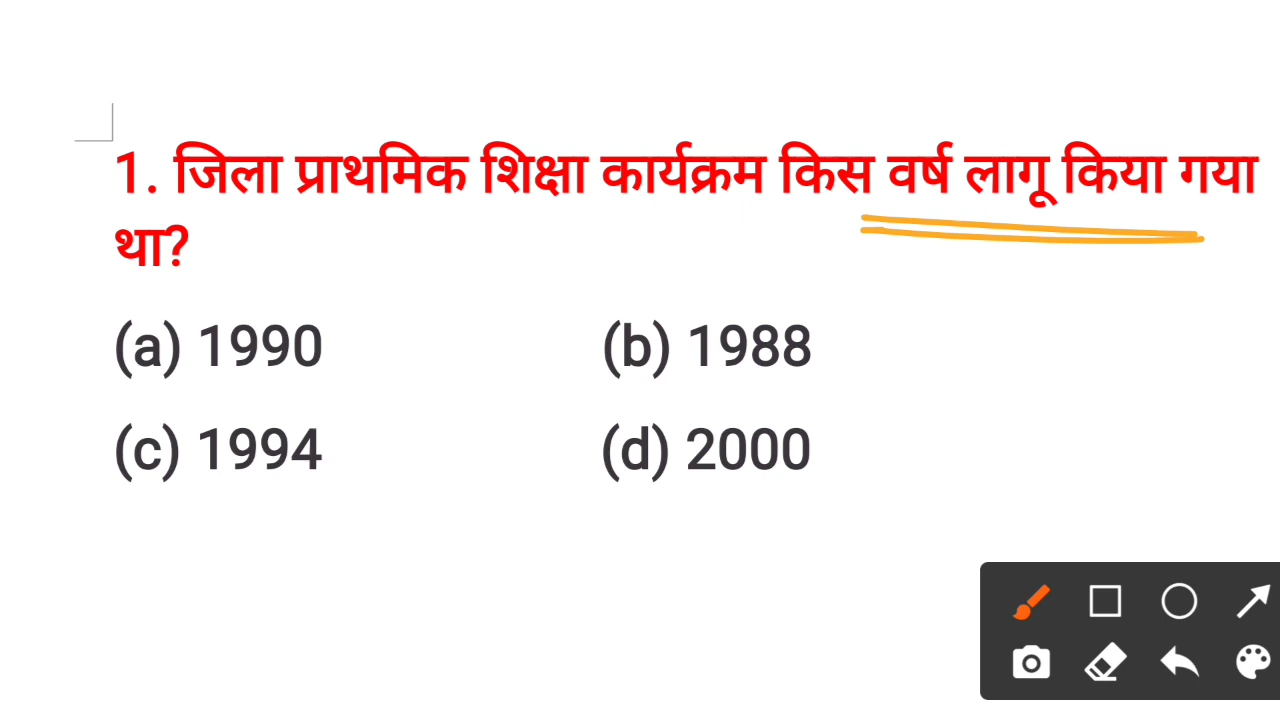 1. जिला प्राथमिक शिक्षा कार्यक्रम किस वर्ष लागू किया गया
था?
(a) 1990 (b) 1988
(c) 1994 (d) 2000